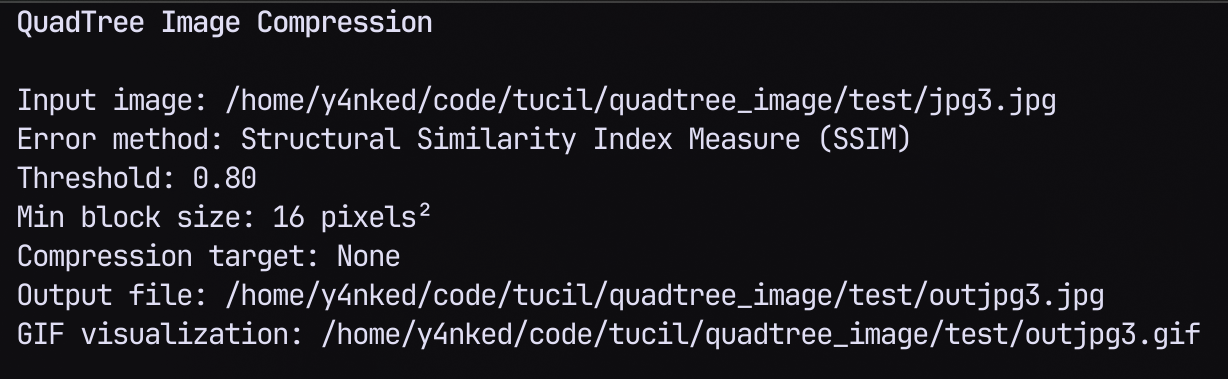 QuadTree Image Compression
Input image: /home/y4nked/code/tucil/quadtree_image/test/jpg3.jpg
Error method: Structural Similarity Index Measure (SSIM)
Threshold: 0.80
Min block size: 16 pixels²
Compression target: None
Output file: /home/y4nked/code/tucil/quadtree_image/test/outjpg3.jpg
GIF visualization: /home/y4nked/code/tucil/quadtree_image/test/outjpg3.gif